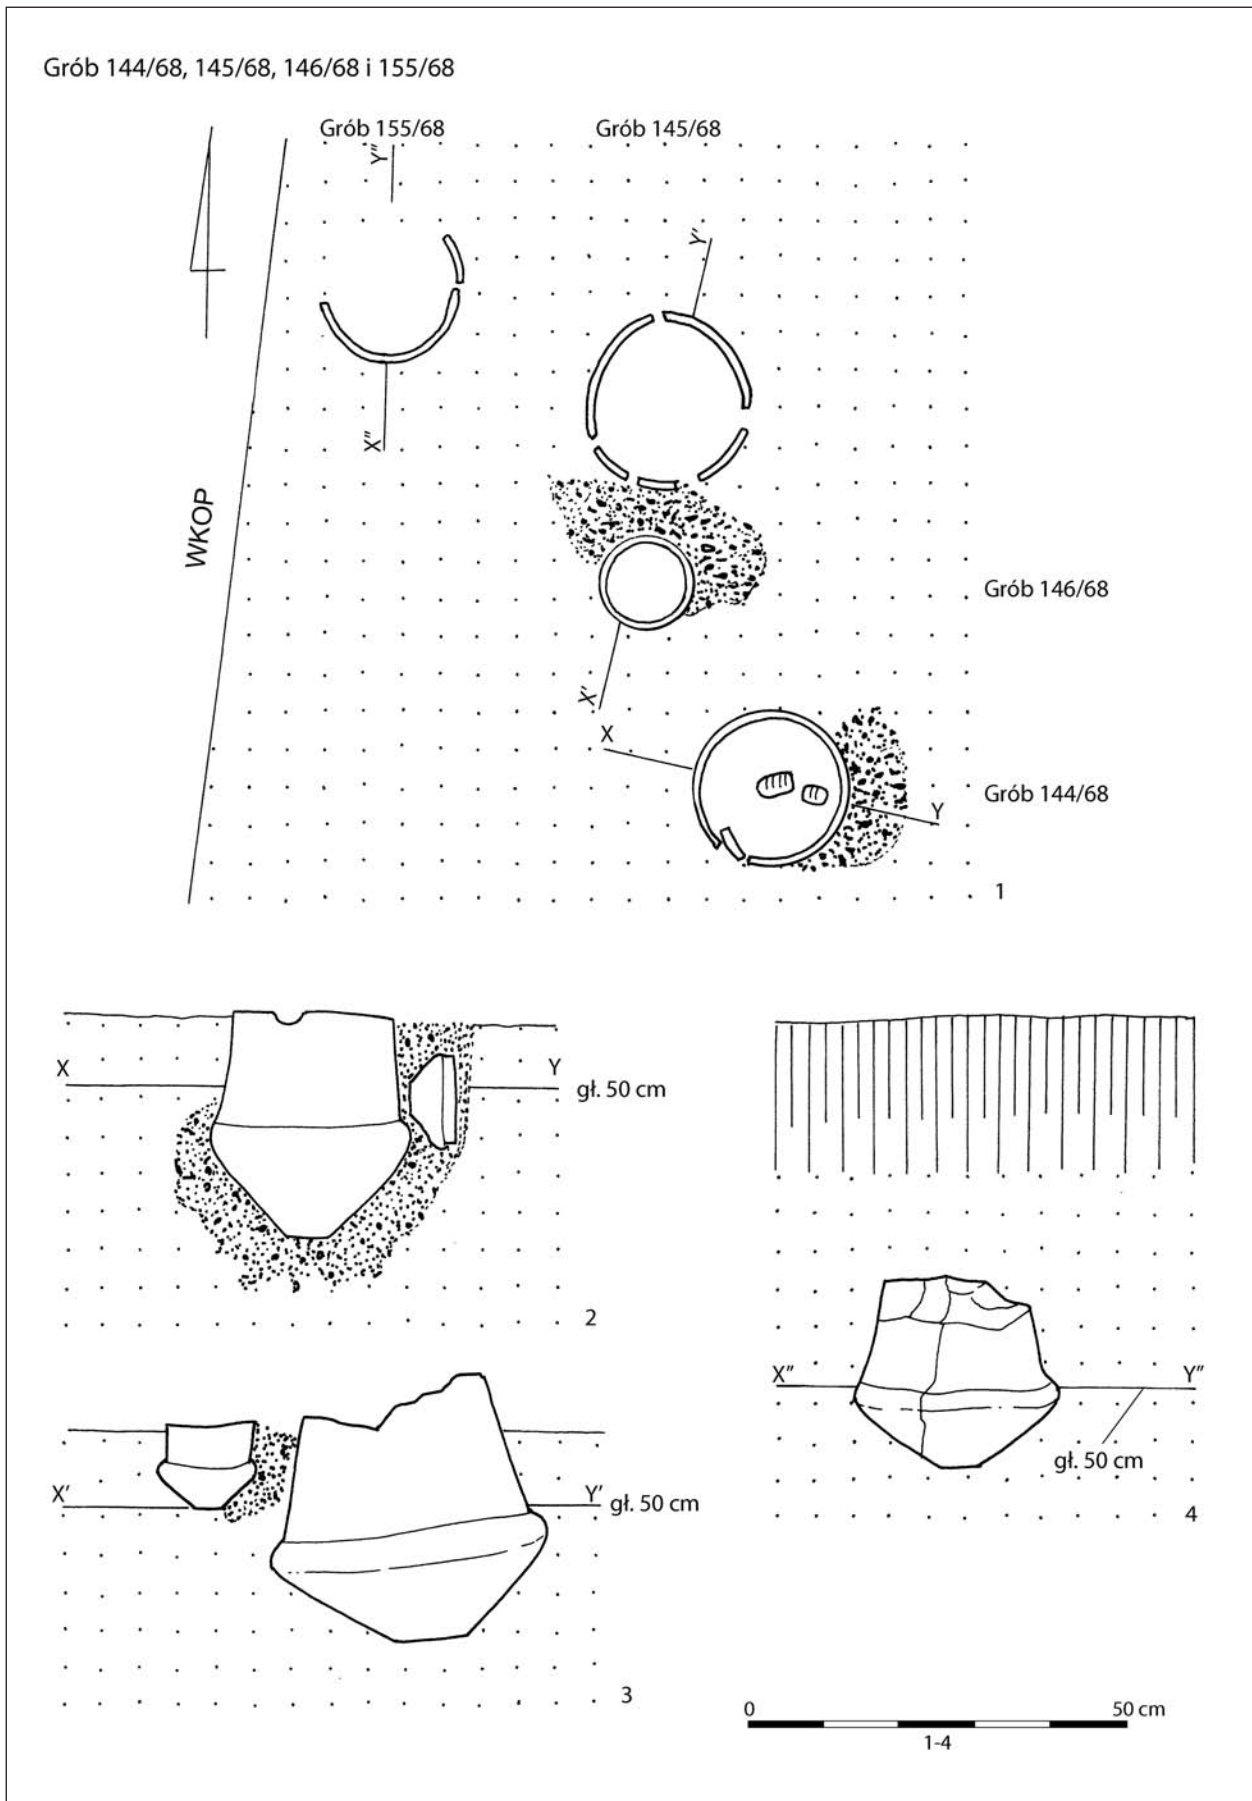 Grób 144/68, 145/68, 146/68 i 155/68
Grób 155/68
Grób 145/68
Y''
Y'
X''
WKOP
Grób 146/68
X'
X
Grób 144/68
Y
1
X
Y
gł. 50 cm
2
X'
Y'
gł. 50 cm
3
X''
Y''
gł. 50 cm
4
0
50 cm
1-4